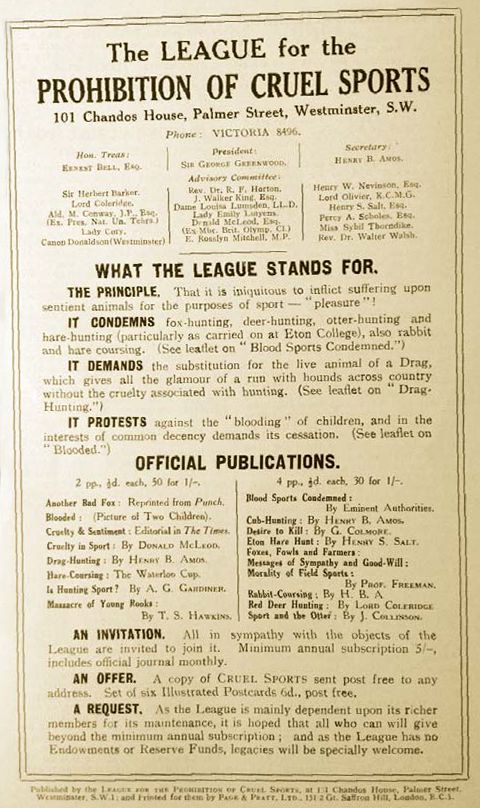 The LEAGUE for the
PROHIBITION OF CRUEL SPORTS
101 Chandos House, Palmer Street, Westminster, S.W.
Phone: VICTORIA 8496.
Hon. Treas:
ERNEST BELL, Esq.
President:
SIR GEORGE GREENWOOD.
Secretary:
HENRY B. AMOS.
Advisory Committee:
Sir Herbert Barker.
Lord Coleridge.
Ald. M. Conway, J.P., Esq.
(Ex. Pres. Nat. Un. Tchrs.)
Lady Cory.
Canon Donaldson (Westminster)
Rev. Dr. R. F. Horton.
J. Walker King, Esq.
Dame Louisa Lumsden, LL.D.
Lady Emily Lutyens.
Donald McLeod, Esq.
(Ex-Mbr. Brit. Olymp. Cl.)
E. Rosslyn Mitchell, M.P.
Henry W. Nevinson, Esq.
Lord Olivier, K.C.M.G.
Henry S. Salt, Esq.
Percy A. Scholes, Esq.
Miss Sybil Thorndike.
Rev. Dr. Walter Walsh.
WHAT THE LEAGUE STANDS FOR.
THE PRINCIPLE. That it is iniquitous to inflict suffering upon
sentient animals for the purposes of sport — "pleasure"!
IT CONDEMNS fox-hunting, deer-hunting, otter-hunting and
hare-hunting (particularly as carried on at Eton College), also rabbit
and hare coursing. (See leaflet on "Blood Sports Condemned.")
IT DEMANDS the substitution for the live animal of a Drag,
which gives all the glamour of a run with hounds across country
without the cruelty associated with hunting. (See leaflet on "Drag-
Hunting.")
IT PROTESTS against the "blooding" of children, and in the
interests of common decency demands its cessation. (See leaflet on
"Blooded.")
OFFICIAL PUBLICATIONS.
2 pp., ½d. each, 50 for 1/-.
Another Bad Fox: Reprinted from Punch.
Blooded: (Picture of Two Children).
Cruelty & Sentiment: Editorial in The Times.
Cruelty in Sport: By DONALD MCLEOD.
Drag-Hunting: By HENRY B. AMOS.
Hare-Coursing: The Waterloo Cup.
Is Hunting Sport? By A. G. GARDINER.
Massacre of Young Rooks:
By T. S. HAWKINS.
4 pp., ½d. each, 30 for 1/-.
Blood Sports Condemned:
By Eminent Authorities.
Cub-Hunting: By HENRY B. AMOS.
Desire to Kill: By G. COLMORE.
Eton Hare Hunt: By HENRY S. SALT.
Foxes, Fowls and Farmers:
Messages of Sympathy and Good-Will:
Morality of Field Sports:
By PROF. FREEMAN.
Rabbit-Coursing: By H. B. A
Red Deer Hunting: By LORD COLERIDGE
Sport and the Otter: By J. COLLINSON.
AN INVITATION. All in sympathy with the objects of the
League are invited to join it. Minimum annual subscription 5/-,
includes official journal monthly.
AN OFFER. A copy of CRUEL SPORTS sent post free to any
address. Set of six Illustrated Postcards 6d., post free.
A REQUEST. As the League is mainly dependent upon its richer
members for its maintenance, it is hoped that all who can will give
beyond the minimum annual subscription; and as the League has no
Endowments or Reserve Funds, legacies will be specially welcome.
Published by the LEAGUE FOR THE PROHIBITION OF CRUEL SPORTS, at 101 Chandos House, Palmer Street,
Westminster, S.W.1; and Printed for them by PAGE & PRATT, LTD., 151-2 Gt. Saffron Hill, London, E.C.1.